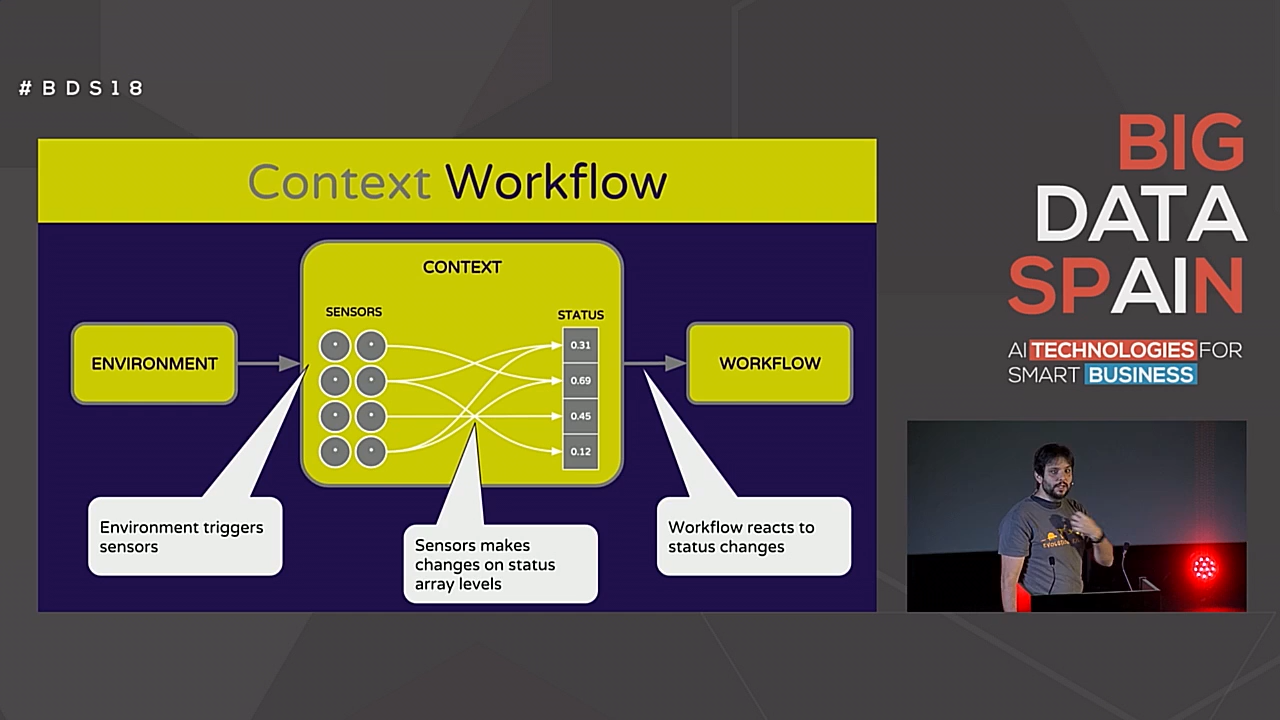 #BDS18
Context Workflow
CONTEXT
SENSORS
STATUS
0.31
0.69
0.45
0.12
ENVIRONMENT
WORKFLOW
Environment triggers
sensors
Sensors makes
changes on status
array levels
Workflow reacts to
status changes
BIG
DATA
SPAIN
AI TECHNOLOGIES FOR
SMART BUSINESS